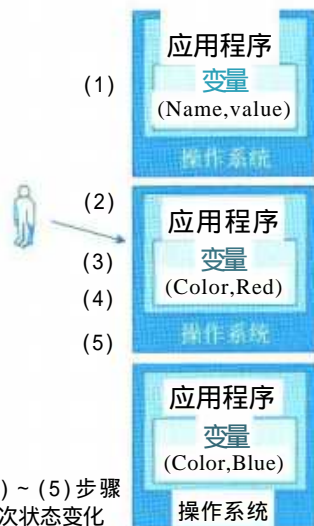 应用程序
(1)
变量
(Name,value)
操作系统
(2)
应用程序
变量
(3)
(Color,Red)
(4)
操作系统
(5)
应用程序
变量
(Color,Blue)
) ~ (5)步骤
次状态变化
操作系统